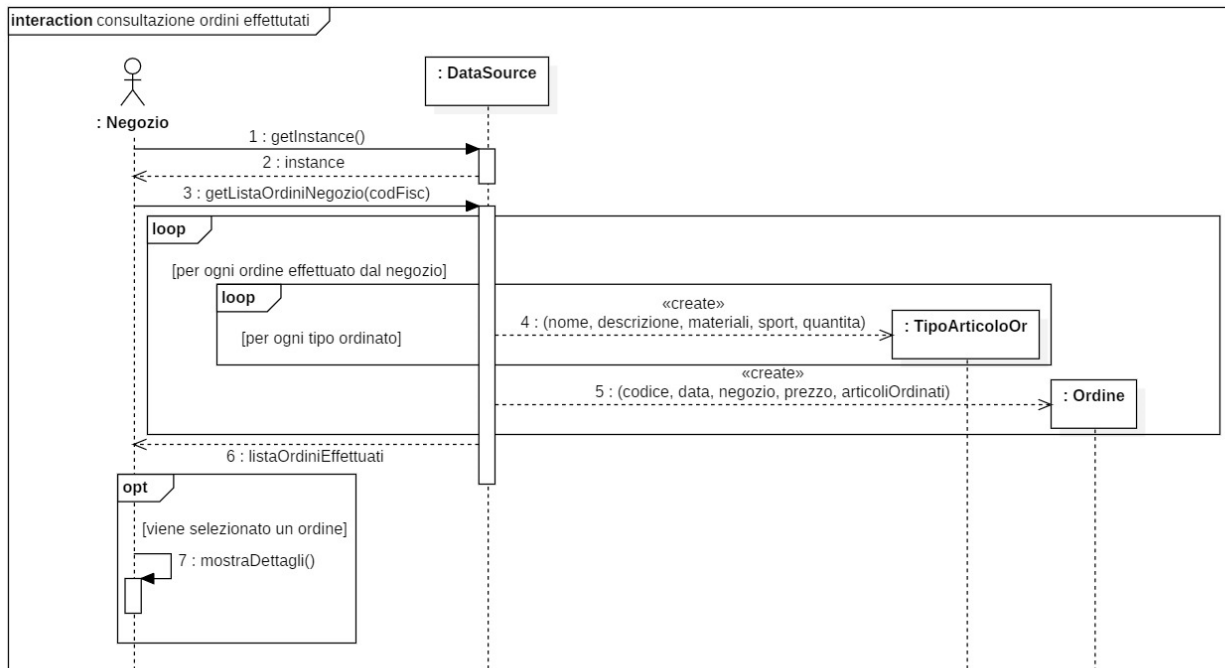 interaction consultazione ordini effettutati
: DataSource
: Negozio
1 : getInstance()
2 : instance
3 : getListaOrdiniNegozio(codFisc)
loop
[per ogni ordine effettuato dal negozio]
loop
«create»
4 : (nome, descrizione, materiali, sport, quantita)
: TipoArticoloOr
[per ogni tipo ordinato]
«create»
5 : (codice, data, negozio, prezzo, articoliOrdinati)
: Ordine
6 : listaOrdiniEffettuati
opt
[viene selezionato un ordine]
7 : mostraDettagli()